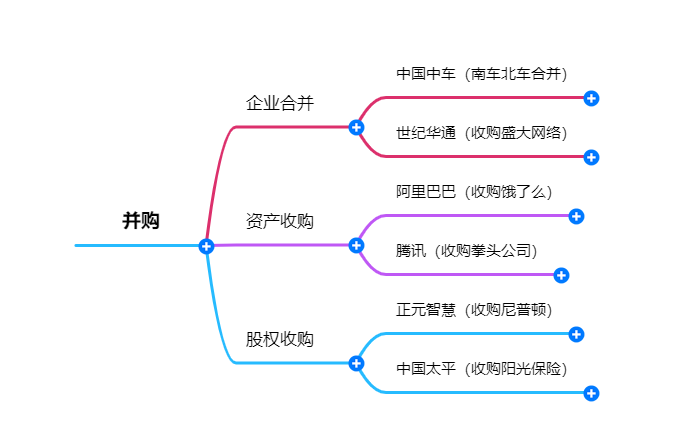 并购
企业合并
中国中车（南车北车合并）
世纪华通（收购盛大网络）
资产收购
阿里巴巴（收购饿了么）
腾讯（收购拳头公司）
股权收购
正元智慧（收购尼普顿）
中国太平（收购阳光保险）